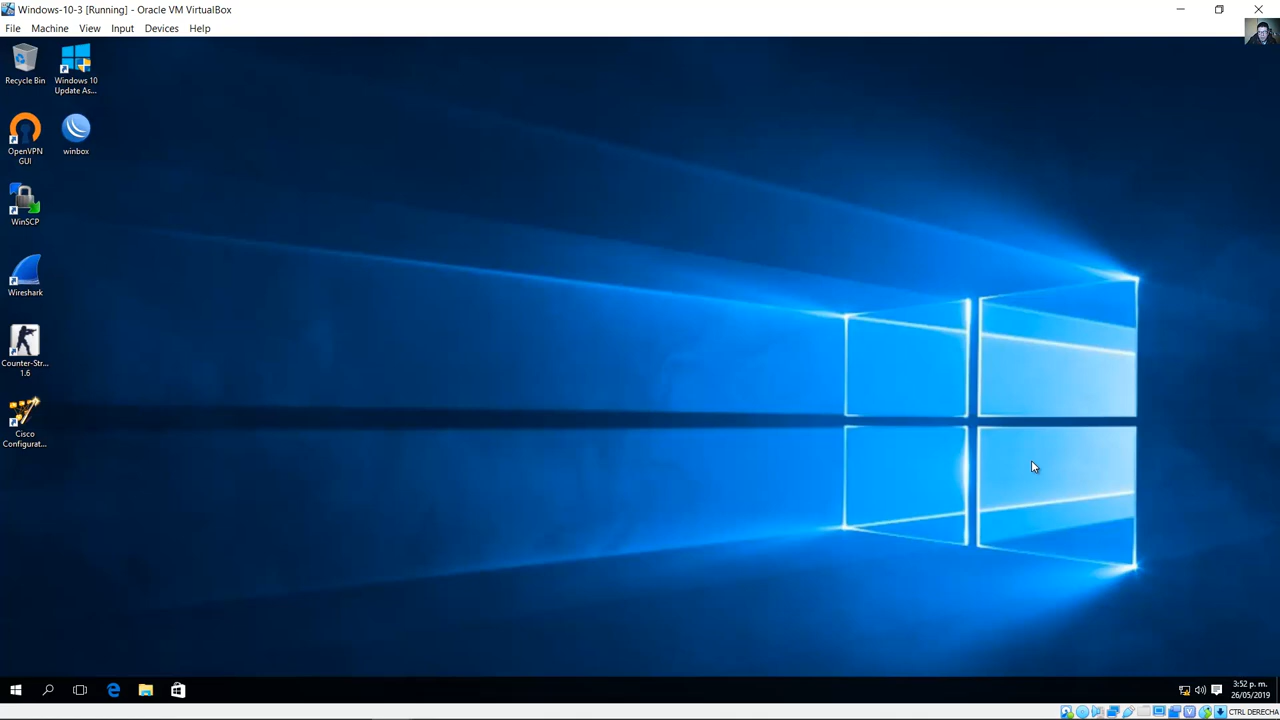 Windows-10-3 [Running] - Oracle VM VirtualBox
File Machine View Input Devices Help
Recycle Bin
Windows 10
Update As...
OpenVPN
GUI
winbox
WinSCP
Wireshark
Counter-Str...
1.6
Cisco
Configurat...
3:52 p. m.
26/05/2019
CTRL DERECHA